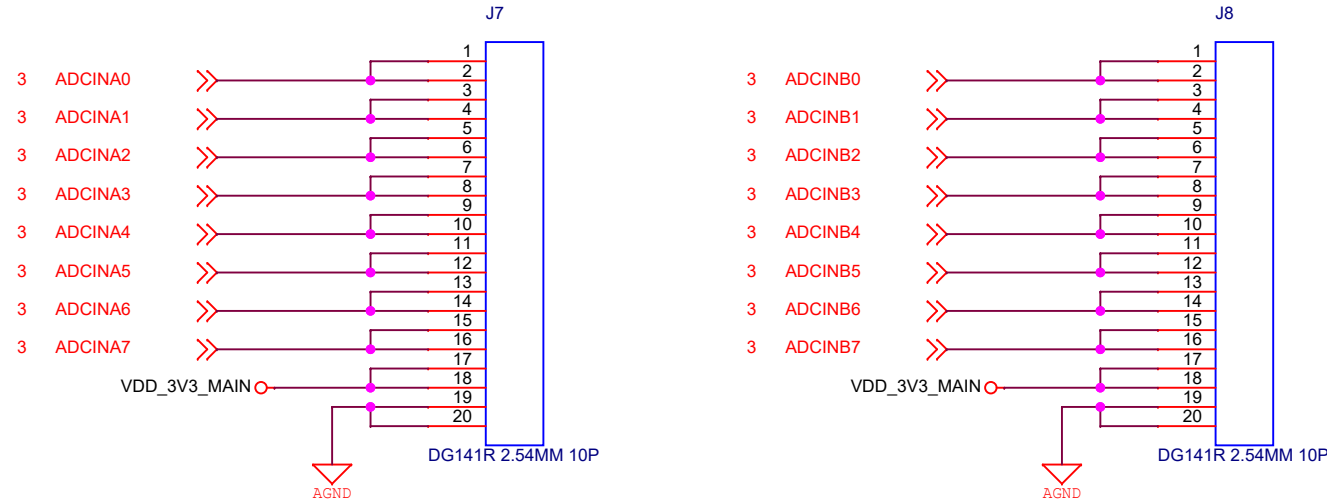 J7 J8
1 1
3 ADCINA0 2 3 ADCINB0 2
3 3
3 ADCINA1 4 3 ADCINB1 4
5 5
3 ADCINA2 6 3 ADCINB2 6
7 7
3 ADCINA3 8 3 ADCINB3 8
9 9
3 ADCINA4 10 3 ADCINB4 10
11 11
3 ADCINA5 12 3 ADCINB5 12
13 13
3 ADCINA6 14 3 ADCINB6 14
15 15
3 ADCINA7 16 3 ADCINB7 16
17 17
VDD_3V3_MAIN 18 VDD_3V3_MAIN 18
19 19
20 20
DG141R 2.54MM 10P DG141R 2.54MM 10P
AGND AGND